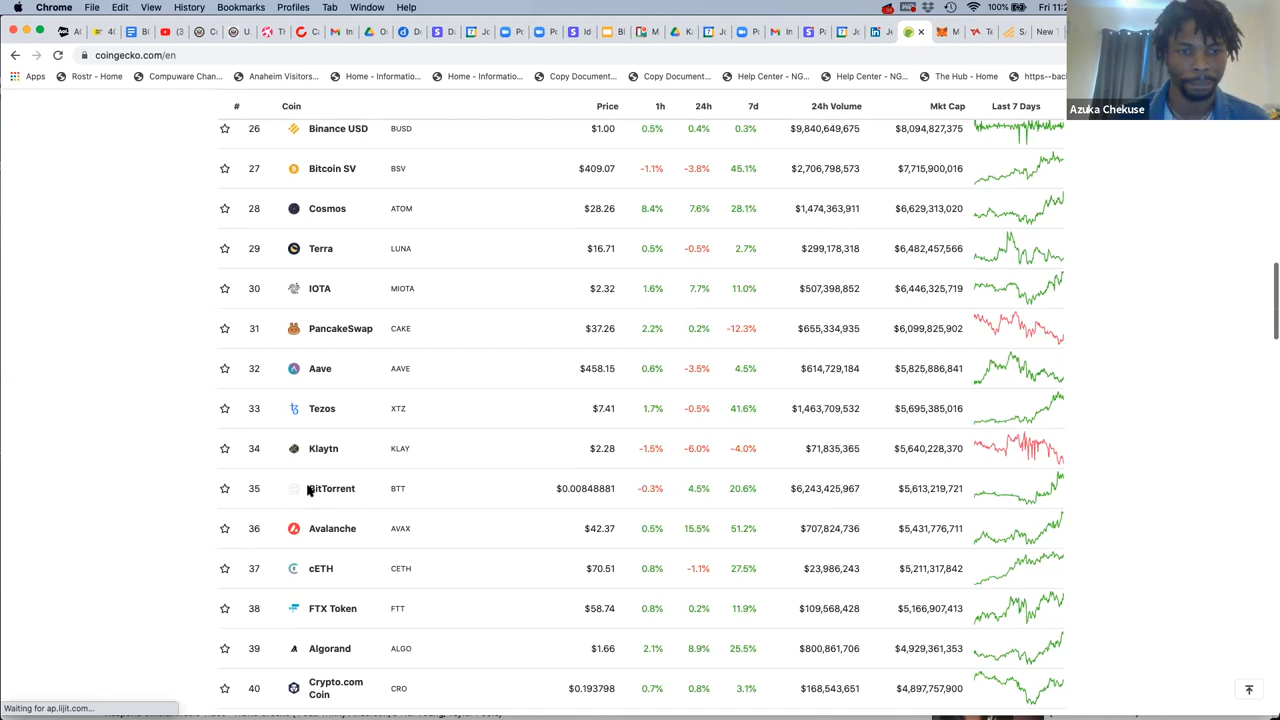 Chrome File Edit View History Bookmarks Profiles Tab Window Help 100% Fri 11:2
coingecko.com/en
Apps Rostr - Home Compuware Chan... Anaheim Visitors... Home - Informatio... Home - Informatio... Copy Document... Copy Document... Help Center - NG... Help Center - NG... The Hub - Home https--back
Azuka Chekuse
# Coin Price 1h 24h 7d 24h Volume Mkt Cap Last 7 Days
26 Binance USD BUSD $1.00 0.5% 0.4% 0.3% $9,840,649,675 $8,094,827,375
27 Bitcoin SV BSV $409.07 -1.1% -3.8% 45.1% $2,706,798,573 $7,715,900,016
28 Cosmos ATOM $28.26 8.4% 7.6% 28.1% $1,474,363,911 $6,629,313,020
29 Terra LUNA $16.71 0.5% -0.5% 2.7% $299,178,318 $6,482,457,566
30 IOTA MIOTA $2.32 1.6% 7.7% 11.0% $507,398,852 $6,446,325,719
31 PancakeSwap CAKE $37.26 2.2% 0.2% -12.3% $655,334,935 $6,099,825,902
32 Aave AAVE $458.15 0.6% -3.5% 4.5% $614,729,184 $5,825,886,841
33 Tezos XTZ $7.41 1.7% -0.5% 41.6% $1,463,709,532 $5,695,385,016
34 Klaytn KLAY $2.28 -1.5% -6.0% -4.0% $71,835,365 $5,640,228,370
35 BitTorrent BTT $0.00848881 -0.3% 4.5% 20.6% $6,243,425,967 $5,613,219,721
36 Avalanche AVAX $42.37 0.5% 15.5% 51.2% $707,824,736 $5,431,776,711
37 cETH CETH $70.51 0.8% -1.1% 27.5% $23,986,243 $5,211,317,842
38 FTX Token FTT $58.74 0.8% 0.2% 11.9% $109,568,428 $5,166,907,413
39 Algorand ALGO $1.66 2.1% 8.9% 25.5% $800,861,706 $4,929,361,353
40 Crypto.com Coin CRO $0.193798 0.7% 0.8% 3.1% $168,543,651 $4,897,757,900
Waiting for ap.lijit.com...